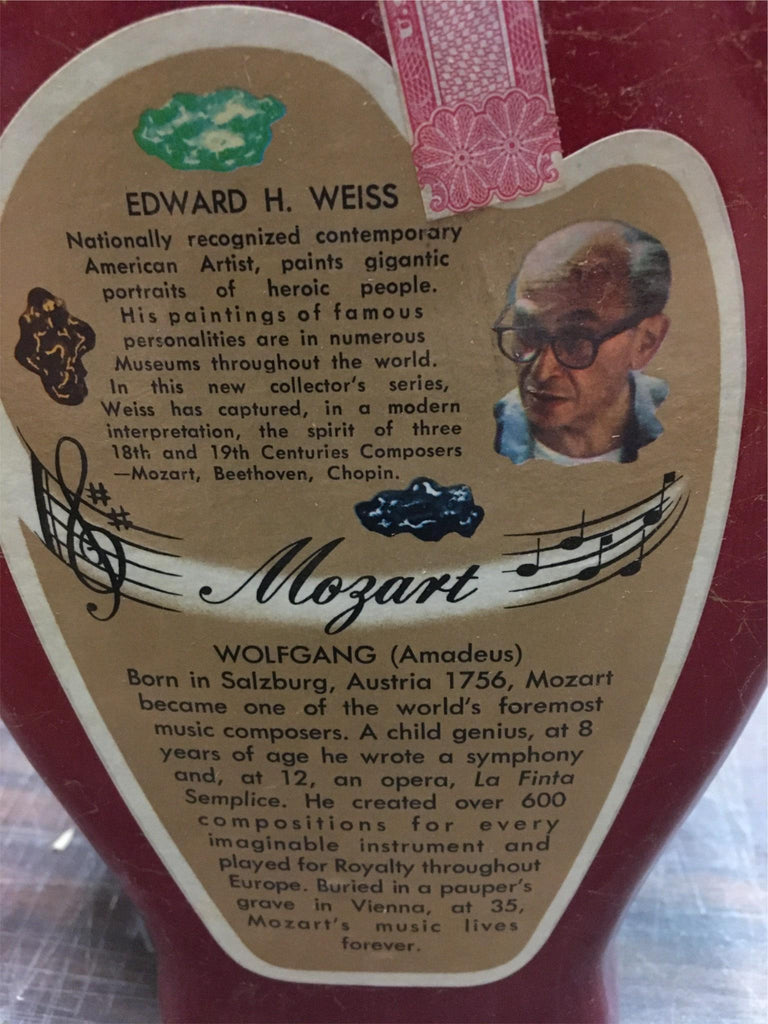 EDWARD H. WEISS
Nationally recognized contemporary
American Artist, paints gigantic
portraits of heroic people.
His paintings of famous
personalities are in numerous
Museums throughout the world.
In this new collector's series,
Weiss has captured, in a modern
interpretation, the spirit of three
18th and 19th Centuries Composers
—Mozart, Beethoven, Chopin.
Mozart
WOLFGANG (Amadeus)
Born in Salzburg, Austria 1756, Mozart
became one of the world's foremost
music composers. A child genius, at 8
years of age he wrote a symphony
and, at 12, an opera, La Finta
Semplice. He created over 600
compositions for every
imaginable instrument and
played for Royalty throughout
Europe. Buried in a pauper's
grave in Vienna, at 35,
Mozart's music lives
forever.